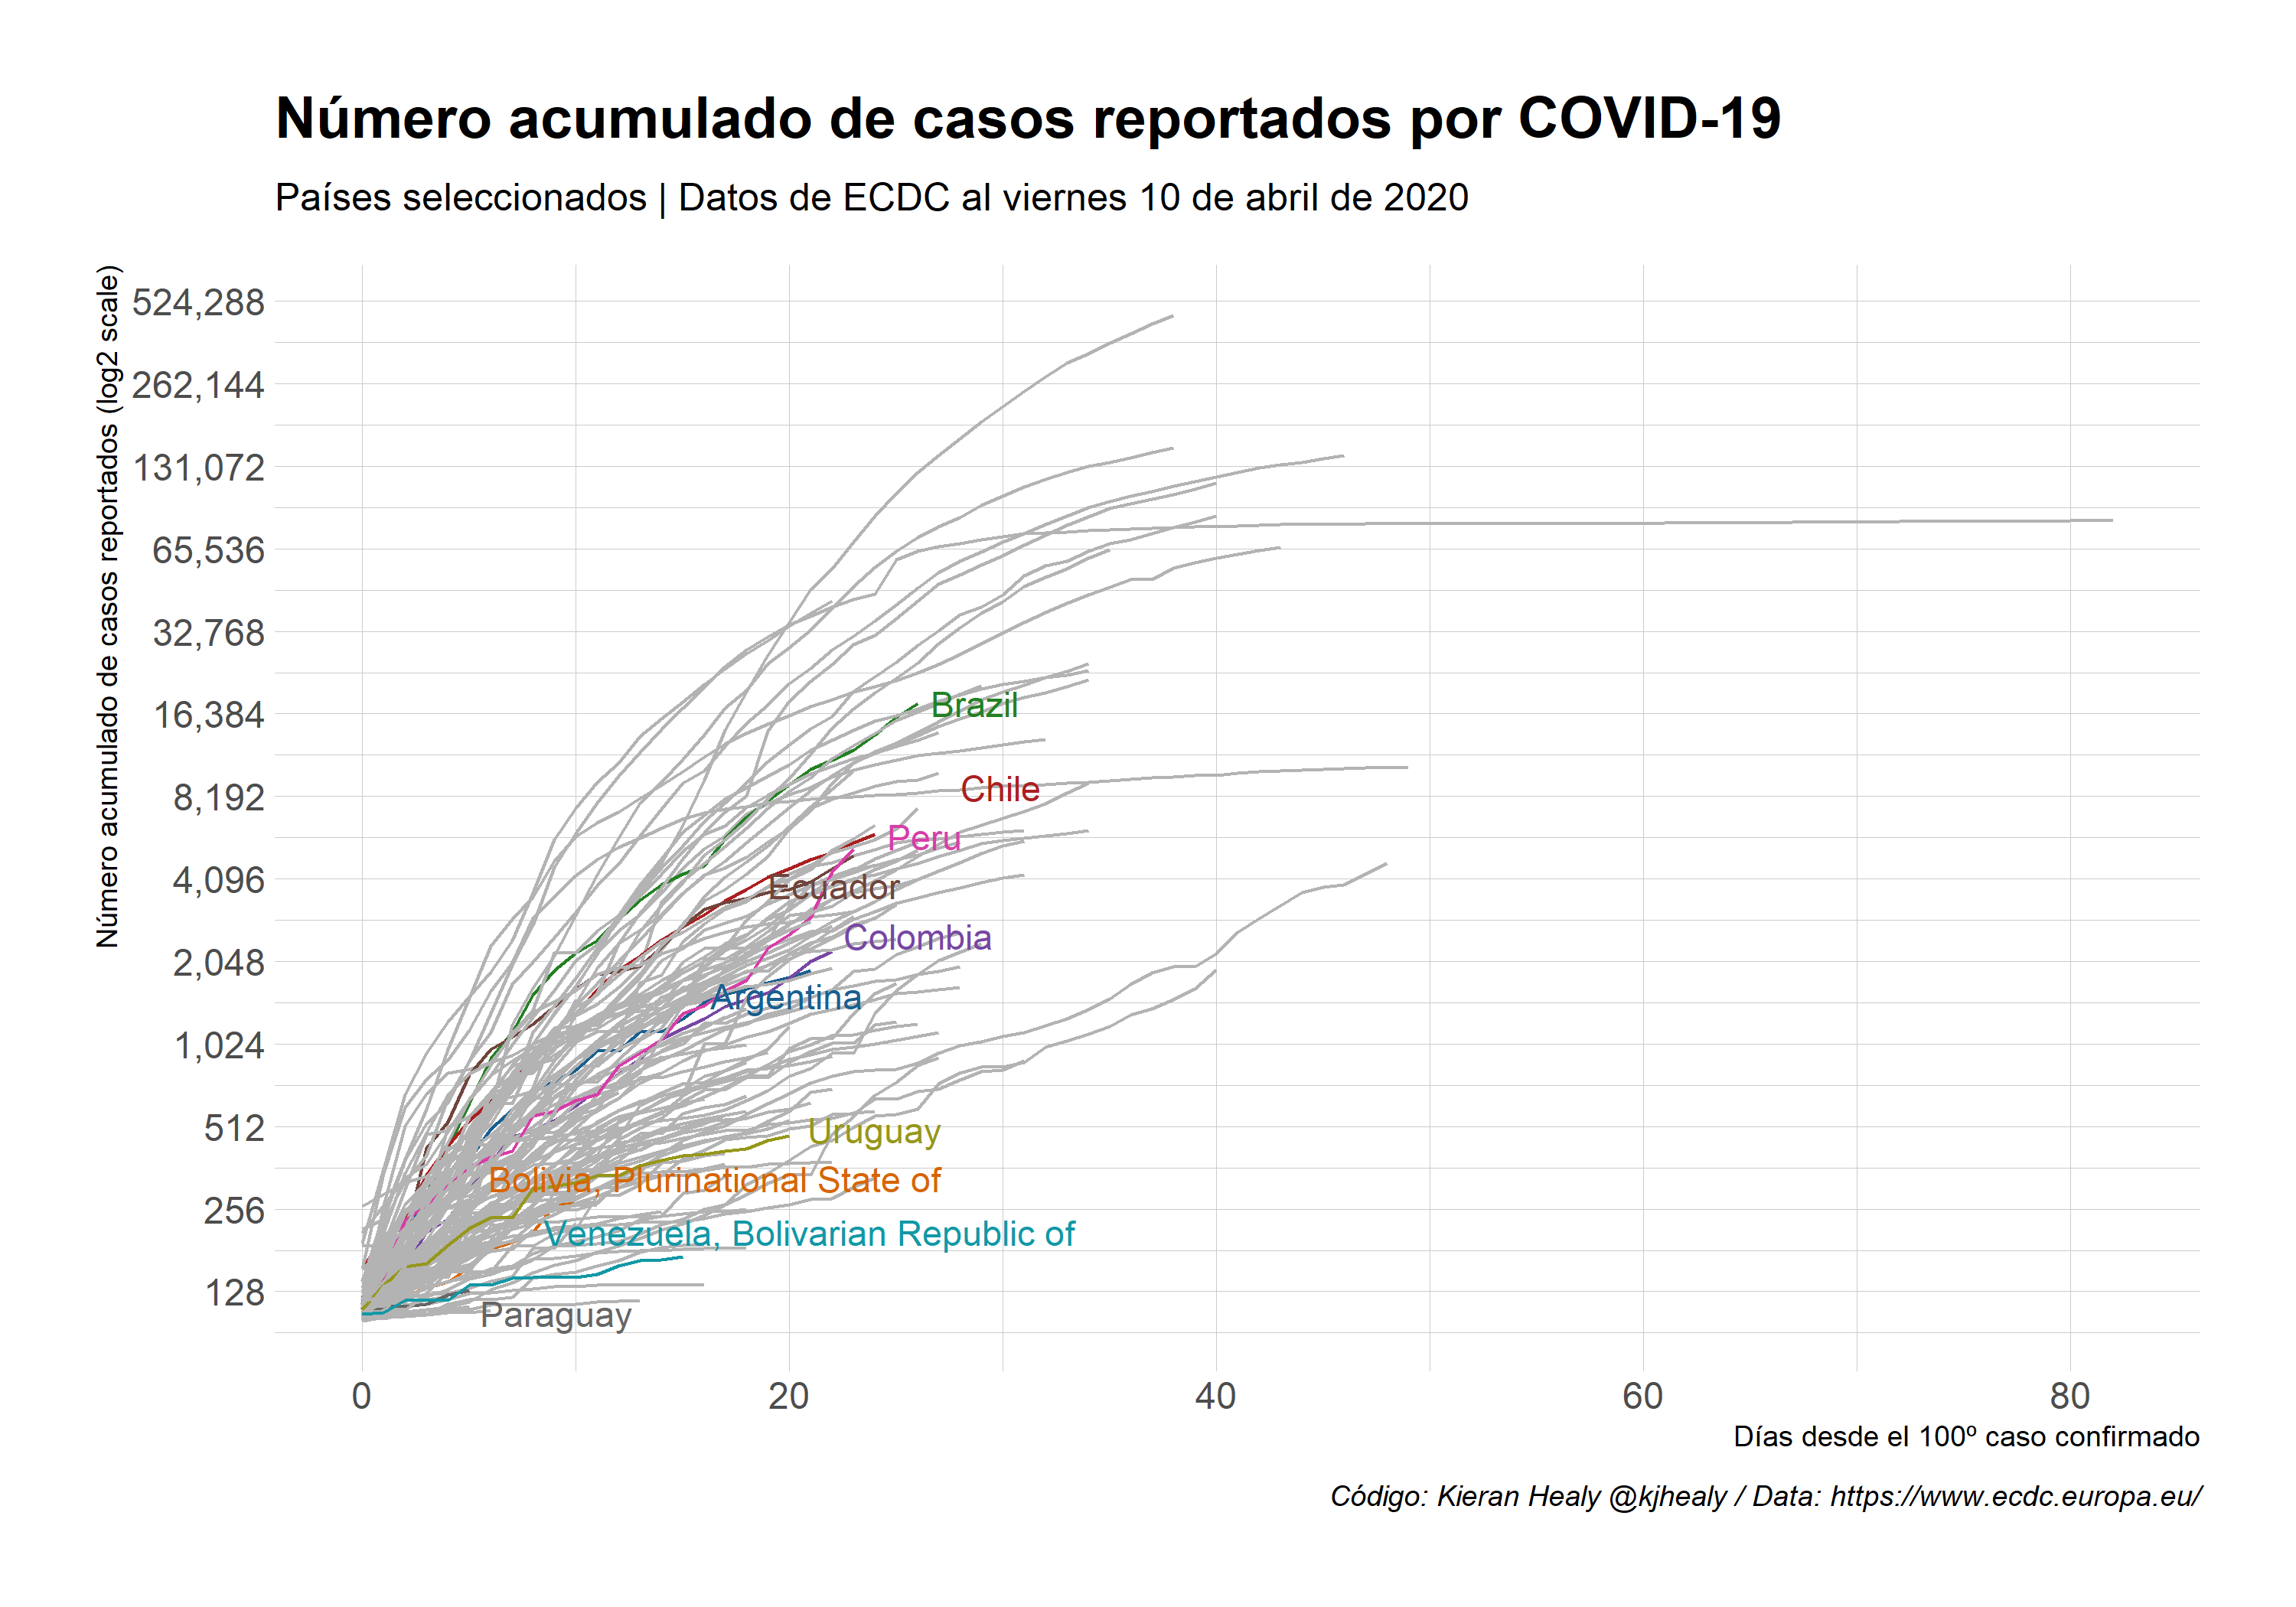 Número acumulado de casos reportados por COVID-19
Países seleccionados | Datos de ECDC al viernes 10 de abril de 2020
Número acumulado de casos reportados (log2 scale)
524,288
262,144
131,072
65,536
32,768
16,384
8,192
4,096
2,048
1,024
512
256
128
Brazil
Chile
Peru
Ecuador
Colombia
Argentina
Uruguay
Bolivia, Plurinational State of
Venezuela, Bolivarian Republic of
Paraguay
0 20 40 60 80
Días desde el 100º caso confirmado
Código: Kieran Healy @kjhealy / Data: https://www.ecdc.europa.eu/